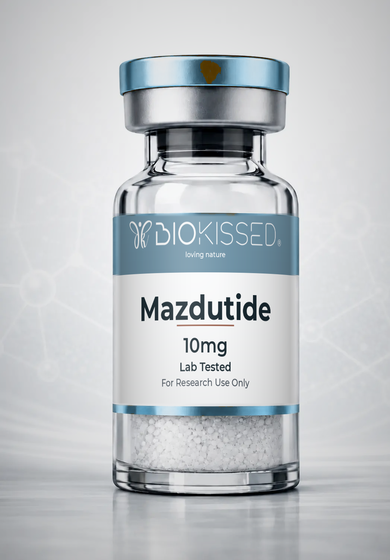 BIOKISSED®
loving nature
Mazdutide
10mg
Lab Tested
For Research Use Only